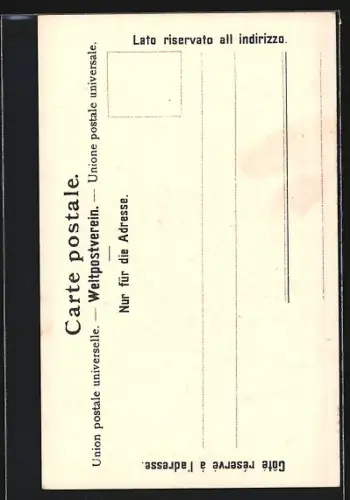 Carte postale.
Union postale universelle. — Weltpostverein. — Unione postale universale.
Nur für die Adresse.
Côté réservé à l'adresse.
Lato riservato all indirizzo.